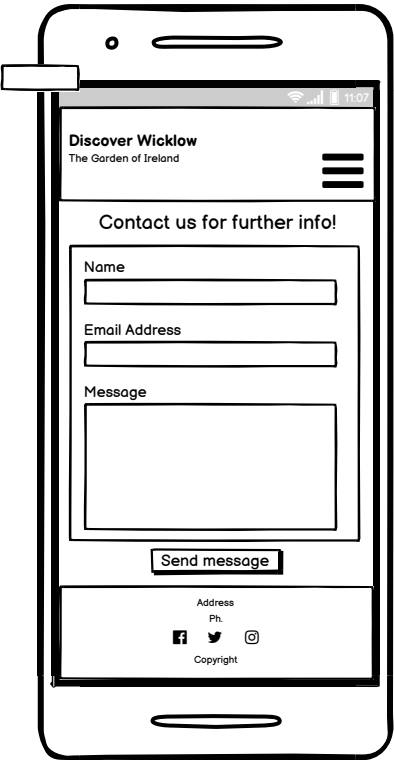 11:07
Discover Wicklow
The Garden of Ireland
Contact us for further info!
Name
Email Address
Message
Send message
Address
Ph.
Copyright